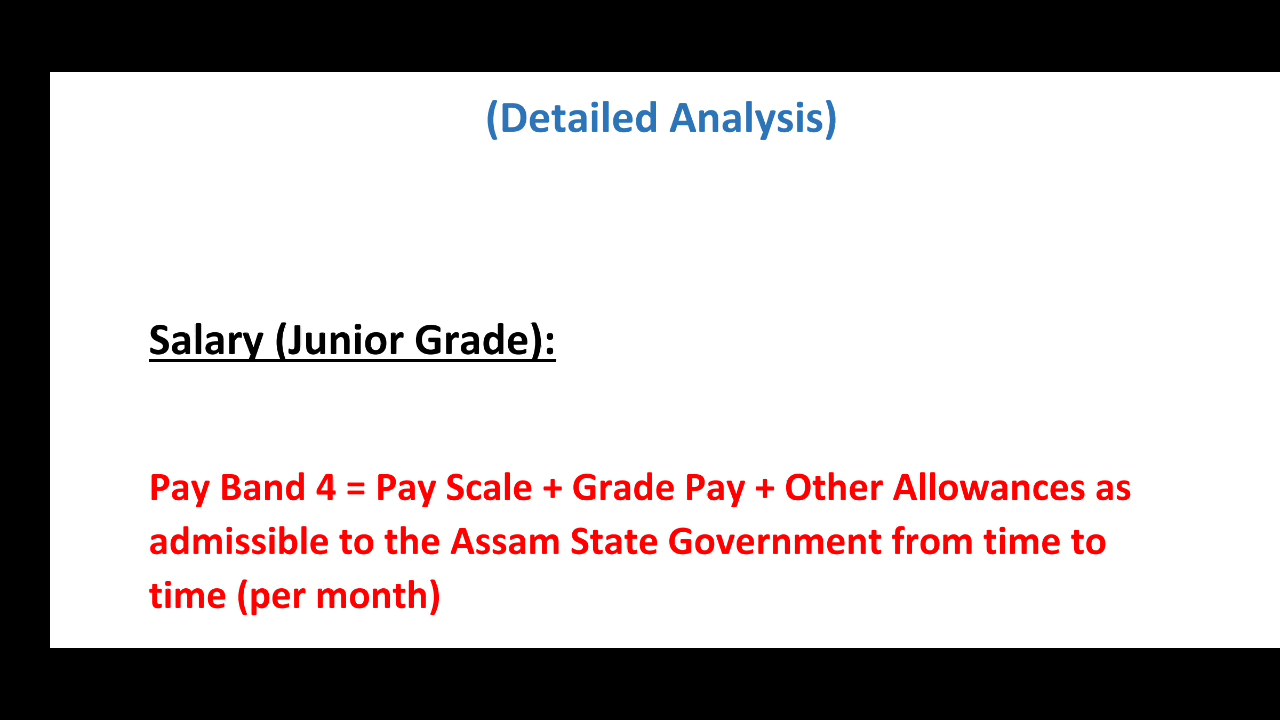 (Detailed Analysis)
Salary (Junior Grade):
Pay Band 4 = Pay Scale + Grade Pay + Other Allowances as
admissible to the Assam State Government from time to
time (per month)